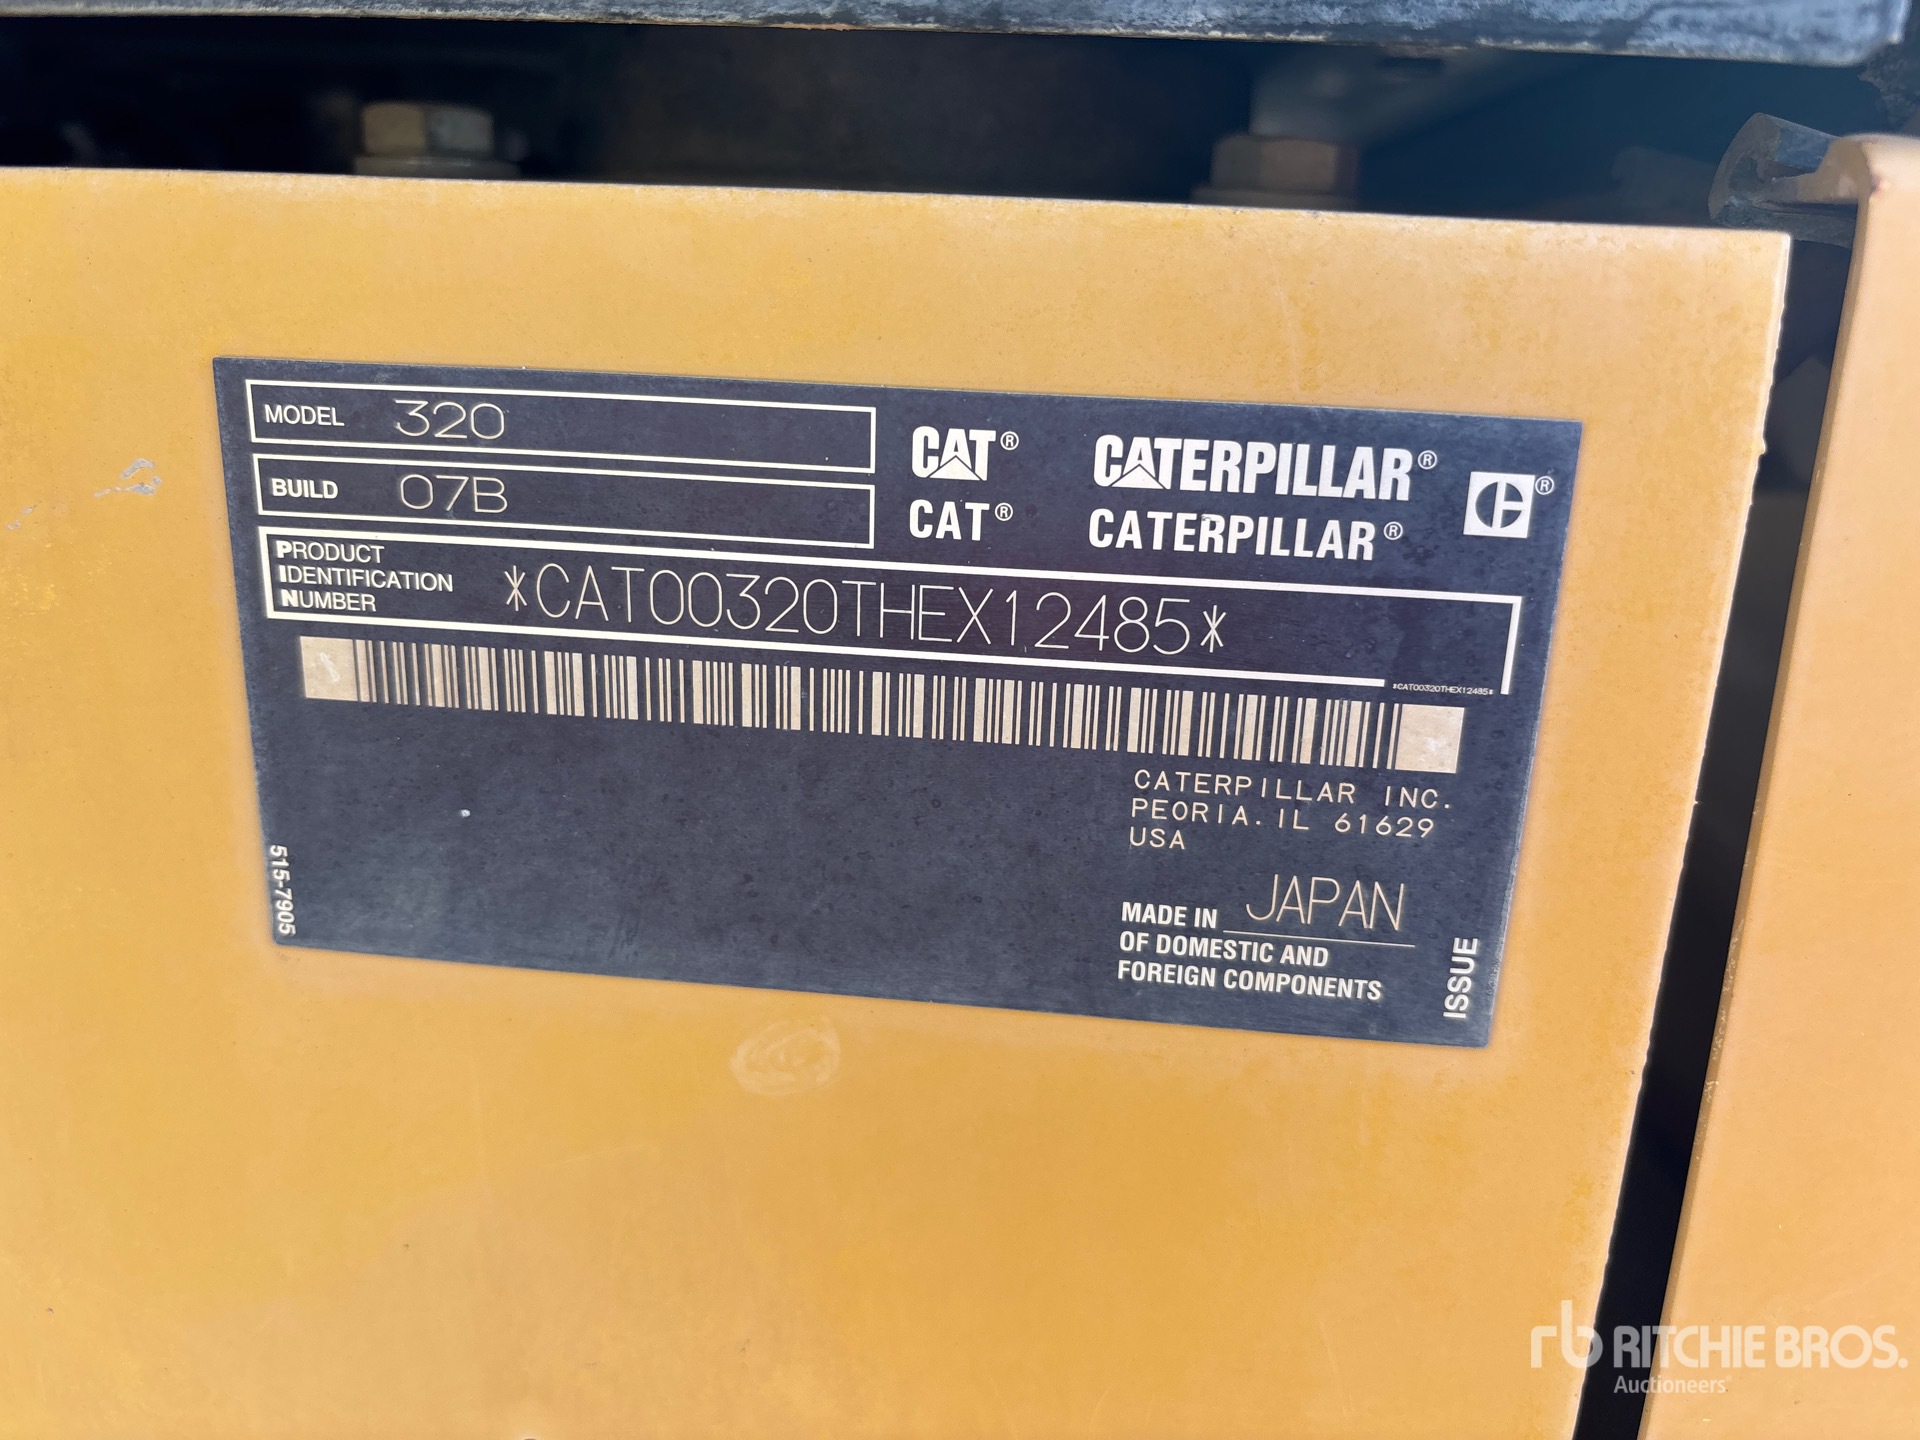 MODEL 320
BUILD 07B
CAT® CATERPILLAR® ®
CAT® CATERPILLAR®
PRODUCT
IDENTIFICATION
NUMBER
*CAT00320THEX12485*
*CAT00320THEX12485*
CATERPILLAR INC.
PEORIA. IL 61629
USA
MADE IN JAPAN
OF DOMESTIC AND
FOREIGN COMPONENTS
515-7905
ISSUE
rb RITCHIE BROS.
Auctioneers